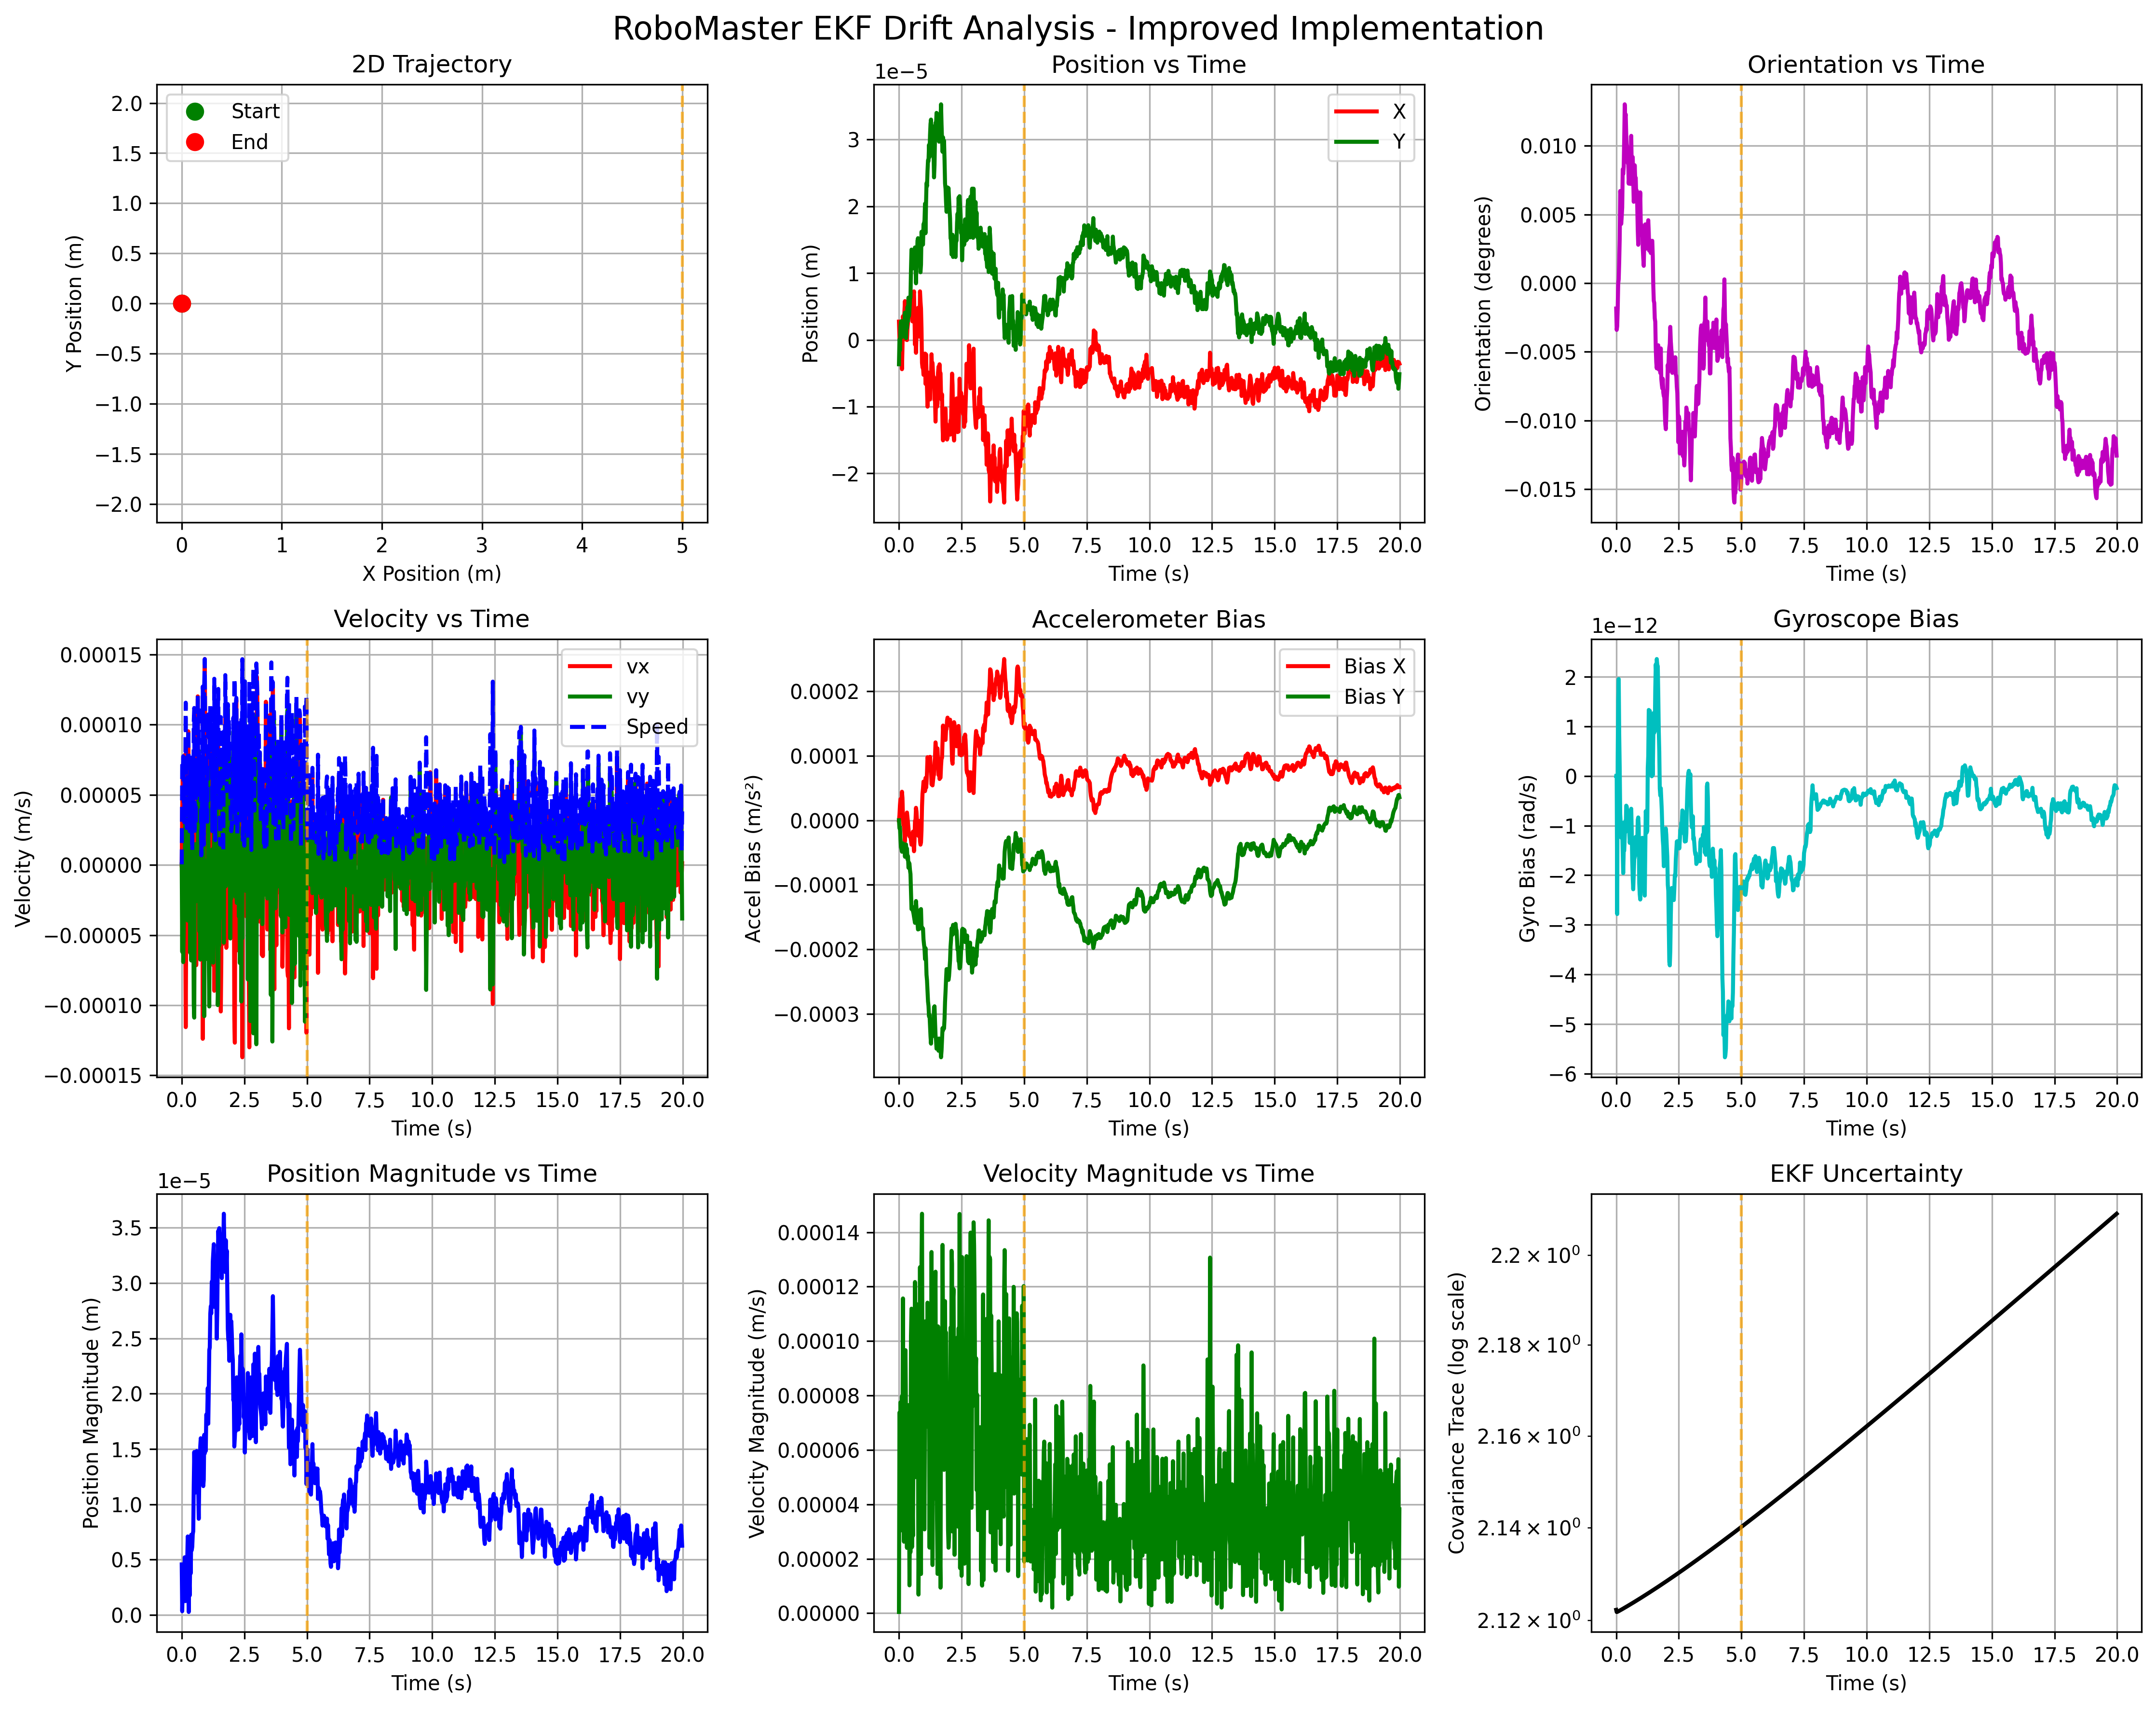 RoboMaster EKF Drift Analysis - Improved Implementation
2D Trajectory
Y Position (m)
2.0
1.5
1.0
0.5
0.0
−0.5
−1.0
−1.5
−2.0
Start
End
0 1 2 3 4 5
X Position (m)
Position vs Time
1e−5
Position (m)
3
2
1
0
−1
−2
X
Y
0.0 2.5 5.0 7.5 10.0 12.5 15.0 17.5 20.0
Time (s)
Orientation vs Time
Orientation (degrees)
0.010
0.005
0.000
−0.005
−0.010
−0.015
0.0 2.5 5.0 7.5 10.0 12.5 15.0 17.5 20.0
Time (s)
Velocity vs Time
Velocity (m/s)
0.00015
0.00010
0.00005
0.00000
−0.00005
−0.00010
−0.00015
vx
vy
Speed
0.0 2.5 5.0 7.5 10.0 12.5 15.0 17.5 20.0
Time (s)
Accelerometer Bias
Accel Bias (m/s²)
0.0002
0.0001
0.0000
−0.0001
−0.0002
−0.0003
Bias X
Bias Y
0.0 2.5 5.0 7.5 10.0 12.5 15.0 17.5 20.0
Time (s)
Gyroscope Bias
1e−12
Gyro Bias (rad/s)
2
1
0
−1
−2
−3
−4
−5
−6
0.0 2.5 5.0 7.5 10.0 12.5 15.0 17.5 20.0
Time (s)
Position Magnitude vs Time
1e−5
Position Magnitude (m)
3.5
3.0
2.5
2.0
1.5
1.0
0.5
0.0
0.0 2.5 5.0 7.5 10.0 12.5 15.0 17.5 20.0
Time (s)
Velocity Magnitude vs Time
Velocity Magnitude (m/s)
0.00014
0.00012
0.00010
0.00008
0.00006
0.00004
0.00002
0.00000
0.0 2.5 5.0 7.5 10.0 12.5 15.0 17.5 20.0
Time (s)
EKF Uncertainty
Covariance Trace (log scale)
2.2 × 10⁰
2.18 × 10⁰
2.16 × 10⁰
2.14 × 10⁰
2.12 × 10⁰
0.0 2.5 5.0 7.5 10.0 12.5 15.0 17.5 20.0
Time (s)